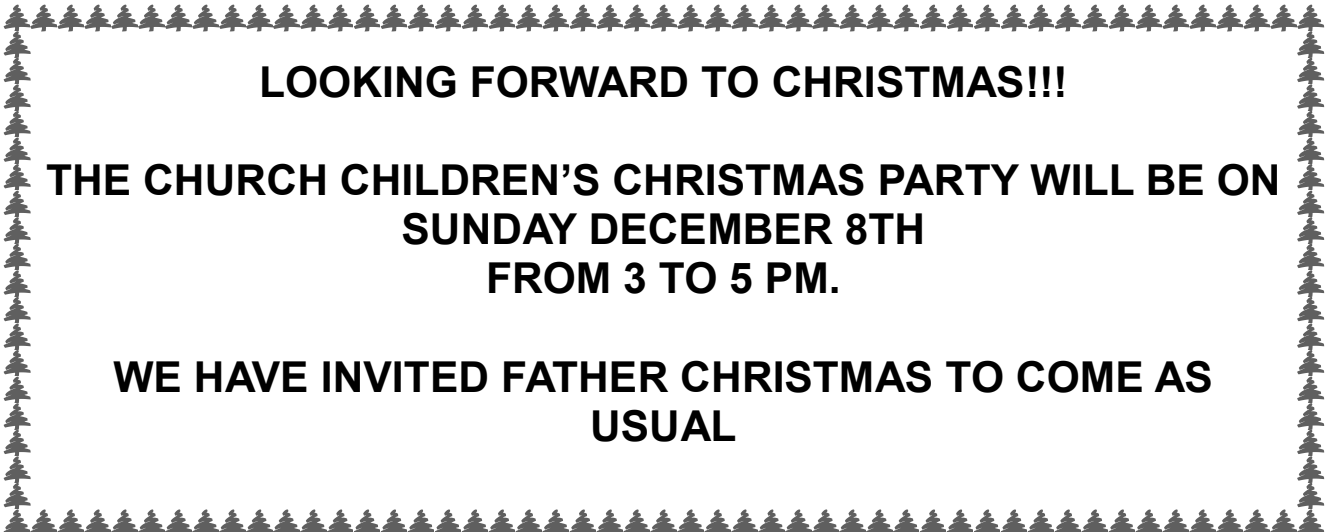 LOOKING FORWARD TO CHRISTMAS!!!
THE CHURCH CHILDREN’S CHRISTMAS PARTY WILL BE ON
SUNDAY DECEMBER 8TH
FROM 3 TO 5 PM.
WE HAVE INVITED FATHER CHRISTMAS TO COME AS
USUAL